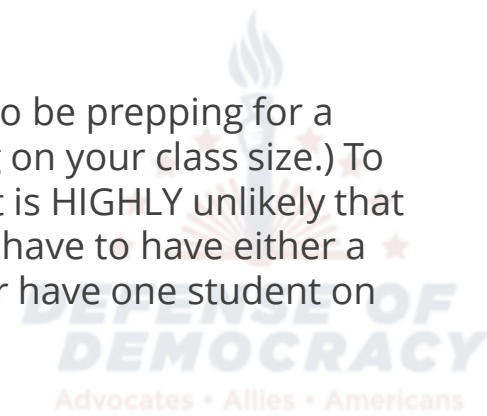 o be prepping for a
on your class size.) To
is HIGHLY unlikely that
have to have either a
have one student on
DEFENSE OF
DEMOCRACY
Advocates • Allies • Americans